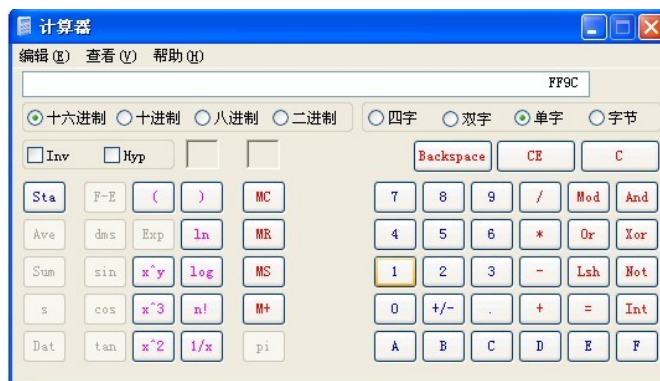 计算器
编辑(E) 查看(V) 帮助(H)
FF9C
十六进制 十进制 八进制 二进制 四字 双字 单字 字节
Inv Hyp Backspace CE C
Sta F-E ( ) MC 7 8 9 / Mod And
Ave dms Exp ln MR 4 5 6 * Or Xor
Sum sin x^y log MS 1 2 3 - Lsh Not
s cos x^3 n! M+ 0 +/- . + = Int
Dat tan x^2 1/x pi A B C D E F